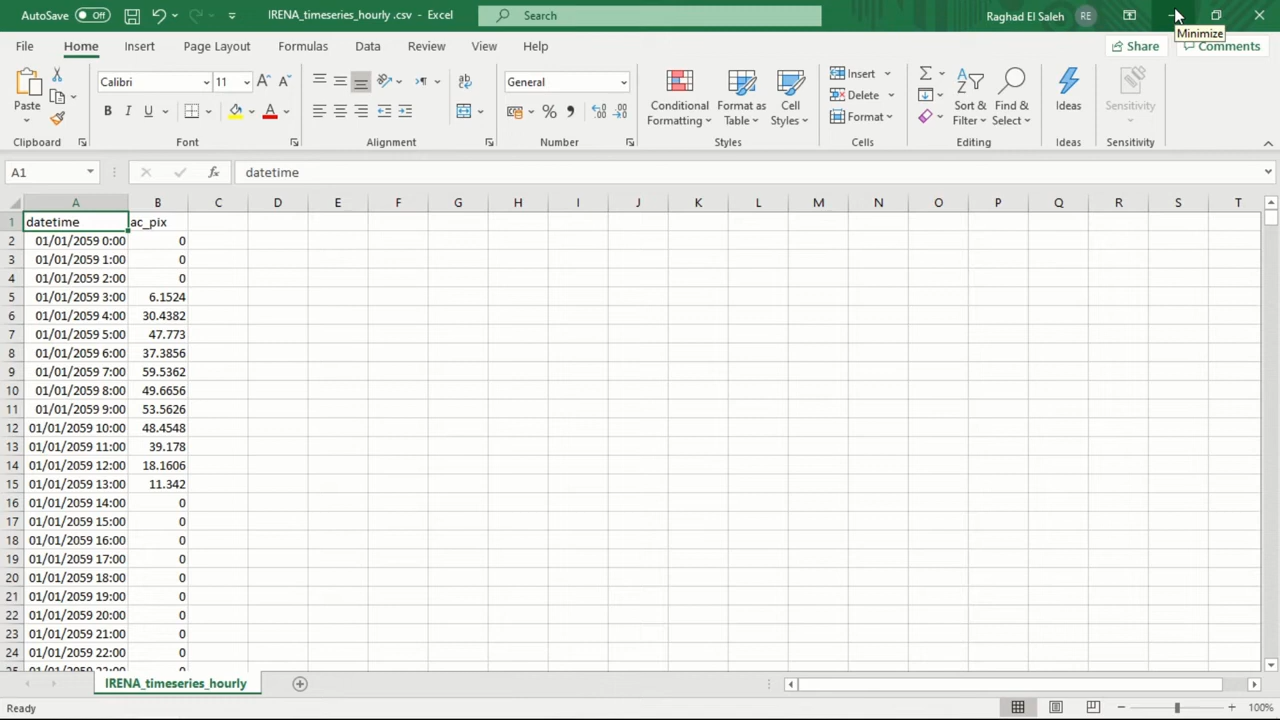 AutoSave Off IRENA_timeseries_hourly .csv - Excel Search Raghad El Saleh RE
Minimize
File Home Insert Page Layout Formulas Data Review View Help Share Comments
Calibri 11 General Insert
Paste Conditional Formatting Format as Table Cell Styles Delete Sort & Filter Find & Select Ideas Sensitivity
B I U Format
Clipboard Font Alignment Number Styles Cells Editing Ideas Sensitivity
A1 fx datetime
A B C D E F G H I J K L M N O P Q R S T
1 datetime ac_pix
2 01/01/2059 0:00 0
3 01/01/2059 1:00 0
4 01/01/2059 2:00 0
5 01/01/2059 3:00 6.1524
6 01/01/2059 4:00 30.4382
7 01/01/2059 5:00 47.773
8 01/01/2059 6:00 37.3856
9 01/01/2059 7:00 59.5362
10 01/01/2059 8:00 49.6656
11 01/01/2059 9:00 53.5626
12 01/01/2059 10:00 48.4548
13 01/01/2059 11:00 39.178
14 01/01/2059 12:00 18.1606
15 01/01/2059 13:00 11.342
16 01/01/2059 14:00 0
17 01/01/2059 15:00 0
18 01/01/2059 16:00 0
19 01/01/2059 17:00 0
20 01/01/2059 18:00 0
21 01/01/2059 19:00 0
22 01/01/2059 20:00 0
23 01/01/2059 21:00 0
24 01/01/2059 22:00 0
25 01/01/2059 23:00 0
IRENA_timeseries_hourly
Ready 100%